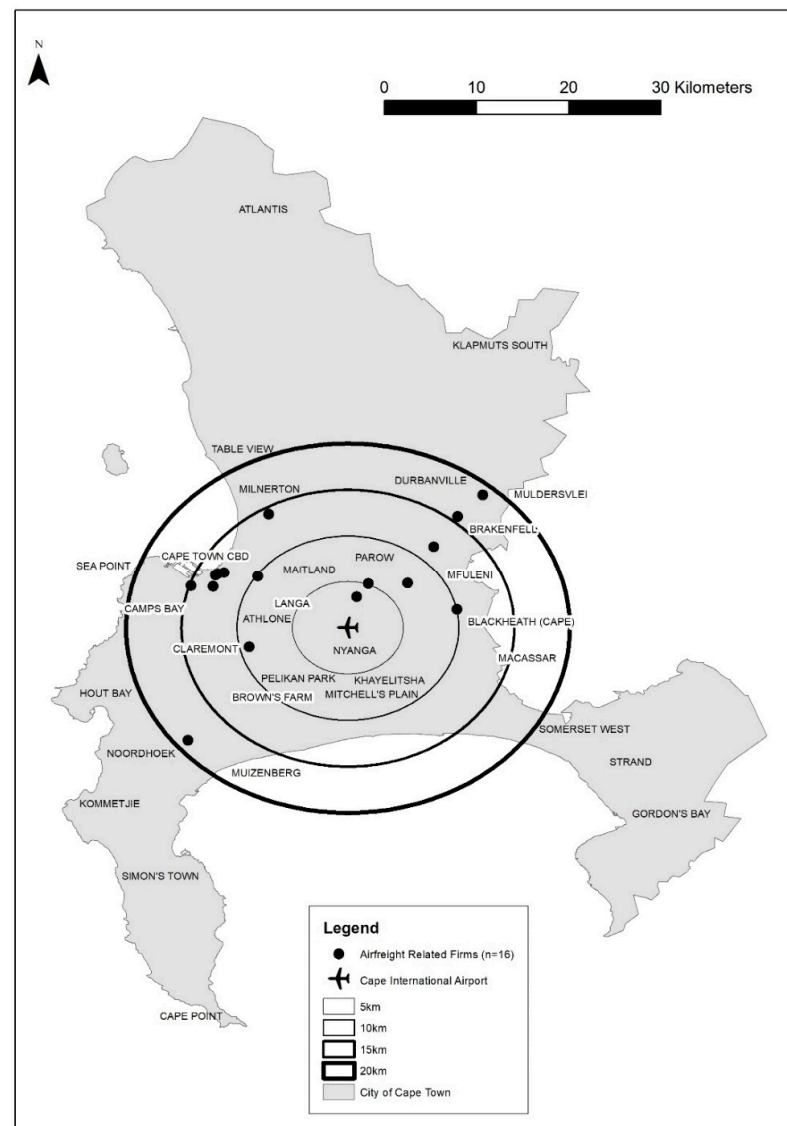 N
0 10 20 30 Kilometers
ATLANTIS
KLAPMUTS SOUTH
TABLE VIEW
DURBANVILLE
MULDERSVLEI
MILNERTON
BRAKENFELL
CAPE TOWN CBD
SEA POINT
PAROW
MAITLAND
MFULENI
CAMPS BAY
LANGA
ATHLONE
BLACKHEATH (CAPE)
CLAREMONT
NYANGA
MACASSAR
PELIKAN PARK
KHAYELITSHA
HOUT BAY
BROWN'S FARM
MITCHELL'S PLAIN
SOMERSET WEST
NOORDHOEK
STRAND
MUIZENBERG
KOMMETJIE
GORDON'S BAY
SIMON'S TOWN
CAPE POINT
Legend
Airfreight Related Firms (n=16)
Cape International Airport
5km
10km
15km
20km
City of Cape Town